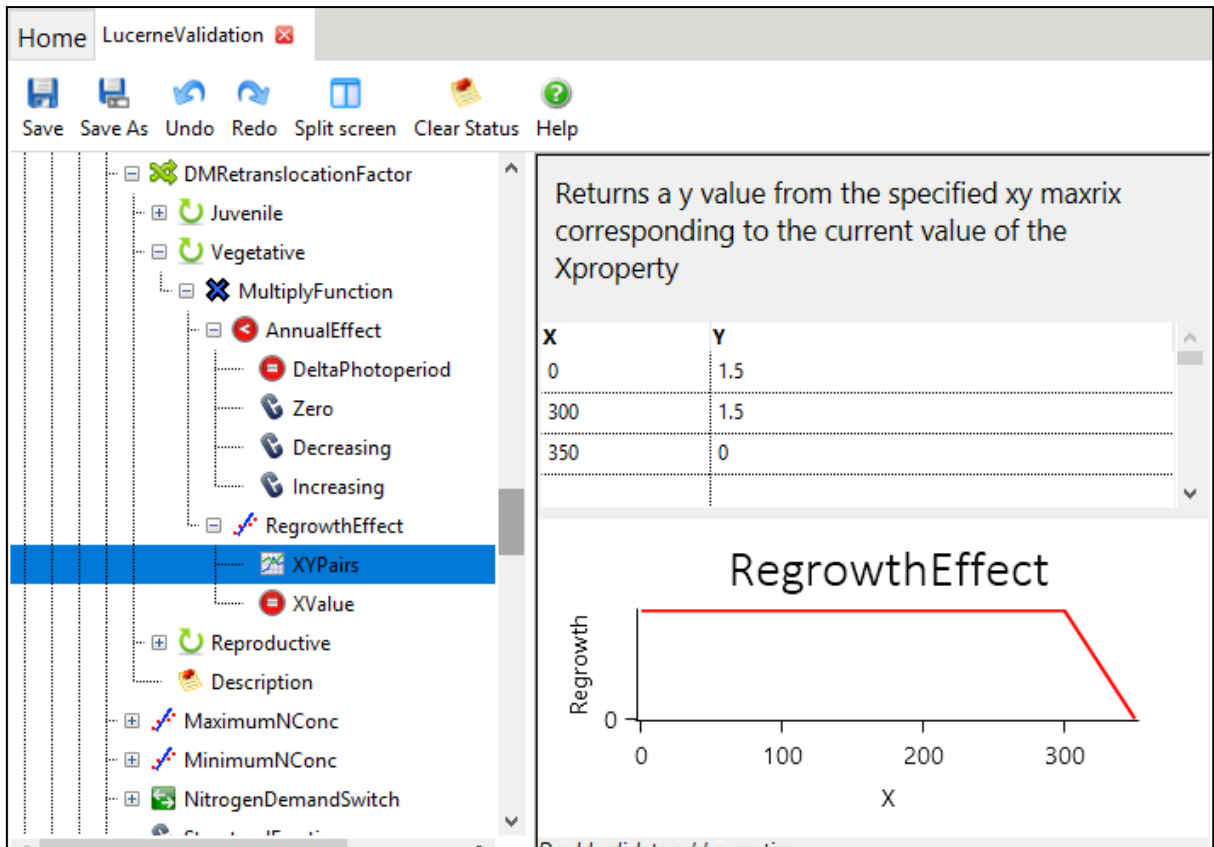 Home LucerneValidation
Save Save As Undo Redo Split screen Clear Status Help
DMRetranslocationFactor
Juvenile
Vegetative
MultiplyFunction
AnnualEffect
DeltaPhotoperiod
Zero
Decreasing
Increasing
RegrowthEffect
XYPairs
XValue
Reproductive
Description
MaximumNConc
MinimumNConc
NitrogenDemandSwitch
Returns a y value from the specified xy maxrix
corresponding to the current value of the
Xproperty
X Y
0 1.5
300 1.5
350 0
RegrowthEffect
Regrowth
0
0 100 200 300
X